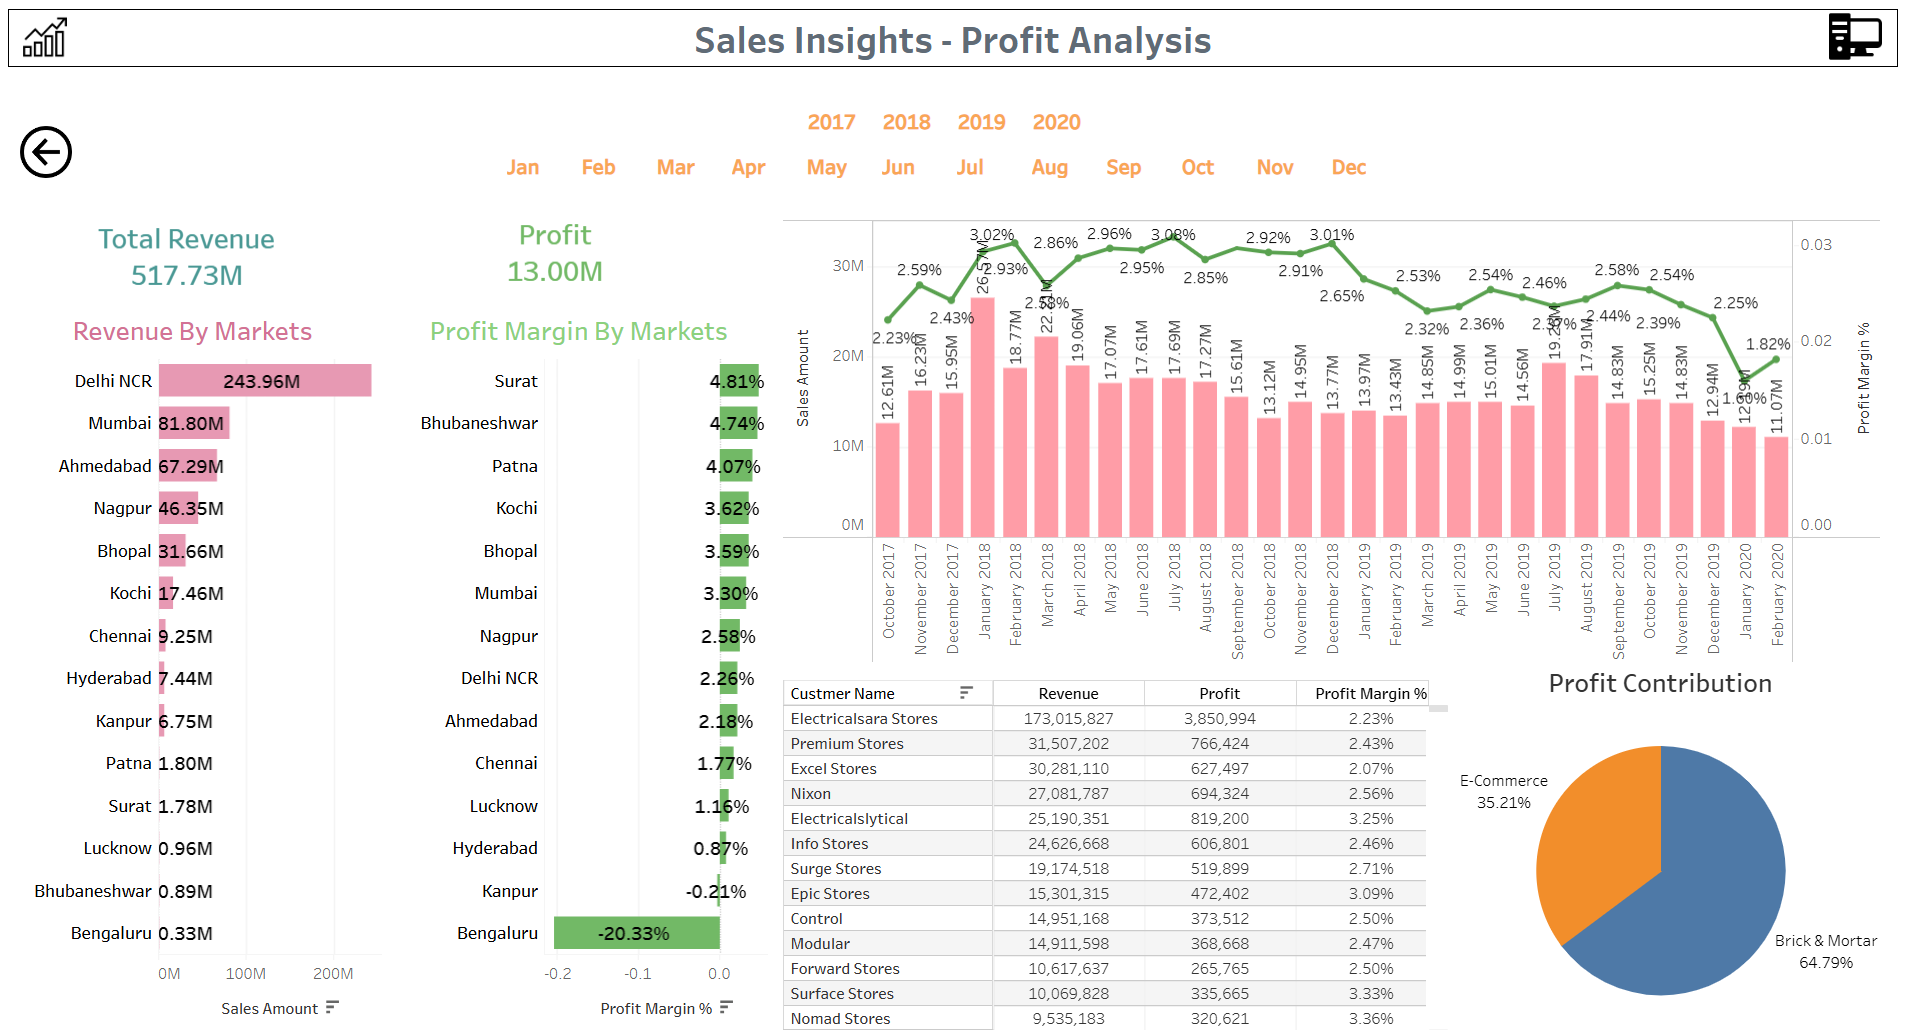 Sales Insights - Profit Analysis
2017 2018 2019 2020
Jan Feb Mar Apr May Jun Jul Aug Sep Oct Nov Dec
Total Revenue
517.73M
Profit
13.00M
Revenue By Markets
Delhi NCR 243.96M
Mumbai 81.80M
Ahmedabad 67.29M
Nagpur 46.35M
Bhopal 31.66M
Kochi 17.46M
Chennai 9.25M
Hyderabad 7.44M
Kanpur 6.75M
Patna 1.80M
Surat 1.78M
Lucknow 0.96M
Bhubaneshwar 0.89M
Bengaluru 0.33M
0M 100M 200M
Sales Amount
Profit Margin By Markets
Surat 4.81%
Bhubaneshwar 4.74%
Patna 4.07%
Kochi 3.62%
Bhopal 3.59%
Mumbai 3.30%
Nagpur 2.58%
Delhi NCR 2.26%
Ahmedabad 2.18%
Chennai 1.77%
Lucknow 1.16%
Hyderabad 0.87%
Kanpur -0.21%
Bengaluru -20.33%
-0.2 -0.1 0.0
Profit Margin %
Sales Amount
30M
20M
10M
0M
2.23% 2.59% 2.43% 3.02% 2.93% 2.58% 2.86% 2.96% 2.95% 3.08% 2.85% 2.92% 2.91% 3.01% 2.65% 2.53% 2.32% 2.36% 2.54% 2.46% 2.44% 2.58% 2.39% 2.54% 2.25% 1.60% 1.82%
12.61M 16.23M 15.95M 26.57M 18.77M 19.06M 17.07M 17.61M 17.69M 17.27M 15.61M 13.12M 14.95M 13.77M 13.97M 13.43M 14.85M 14.99M 15.01M 14.56M 17.91M 14.83M 15.25M 14.83M 12.94M 11.07M
0.03
0.02
0.01
0.00
Profit Margin %
October 2017
November 2017
December 2017
January 2018
February 2018
March 2018
April 2018
May 2018
June 2018
July 2018
August 2018
September 2018
October 2018
November 2018
December 2018
January 2019
February 2019
March 2019
April 2019
May 2019
June 2019
July 2019
August 2019
September 2019
October 2019
November 2019
December 2019
January 2020
February 2020
Custmer Name Revenue Profit Profit Margin %
Electricalsara Stores 173,015,827 3,850,994 2.23%
Premium Stores 31,507,202 766,424 2.43%
Excel Stores 30,281,110 627,497 2.07%
Nixon 27,081,787 694,324 2.56%
Electricalslytical 25,190,351 819,200 3.25%
Info Stores 24,626,668 606,801 2.46%
Surge Stores 19,174,518 519,899 2.71%
Epic Stores 15,301,315 472,402 3.09%
Control 14,951,168 373,512 2.50%
Modular 14,911,598 368,668 2.47%
Forward Stores 10,617,637 265,765 2.50%
Surface Stores 10,069,828 335,665 3.33%
Nomad Stores 9,535,183 320,621 3.36%
Profit Contribution
E-Commerce
35.21%
Brick & Mortar
64.79%